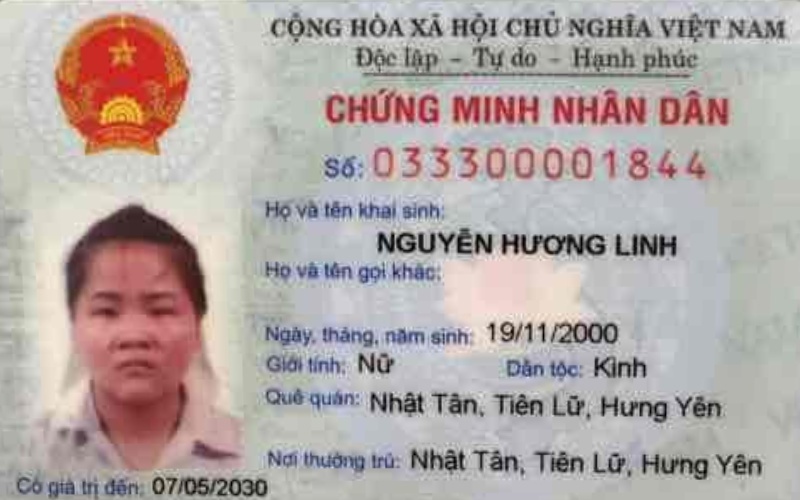 CỘNG HÒA XÃ HỘI CHỦ NGHĨA VIỆT NAM
Độc lập - Tự do - Hạnh phúc
CHỨNG MINH NHÂN DÂN
Số: 033300001844
Họ và tên khai sinh:
NGUYỄN HƯƠNG LINH
Họ và tên gọi khác:
Ngày, tháng, năm sinh: 19/11/2000
Giới tính: Nữ Dân tộc: Kinh
Quê quán: Nhật Tân, Tiên Lữ, Hưng Yên
Nơi thường trú: Nhật Tân, Tiên Lữ, Hưng Yên
Có giá trị đến: 07/05/2030